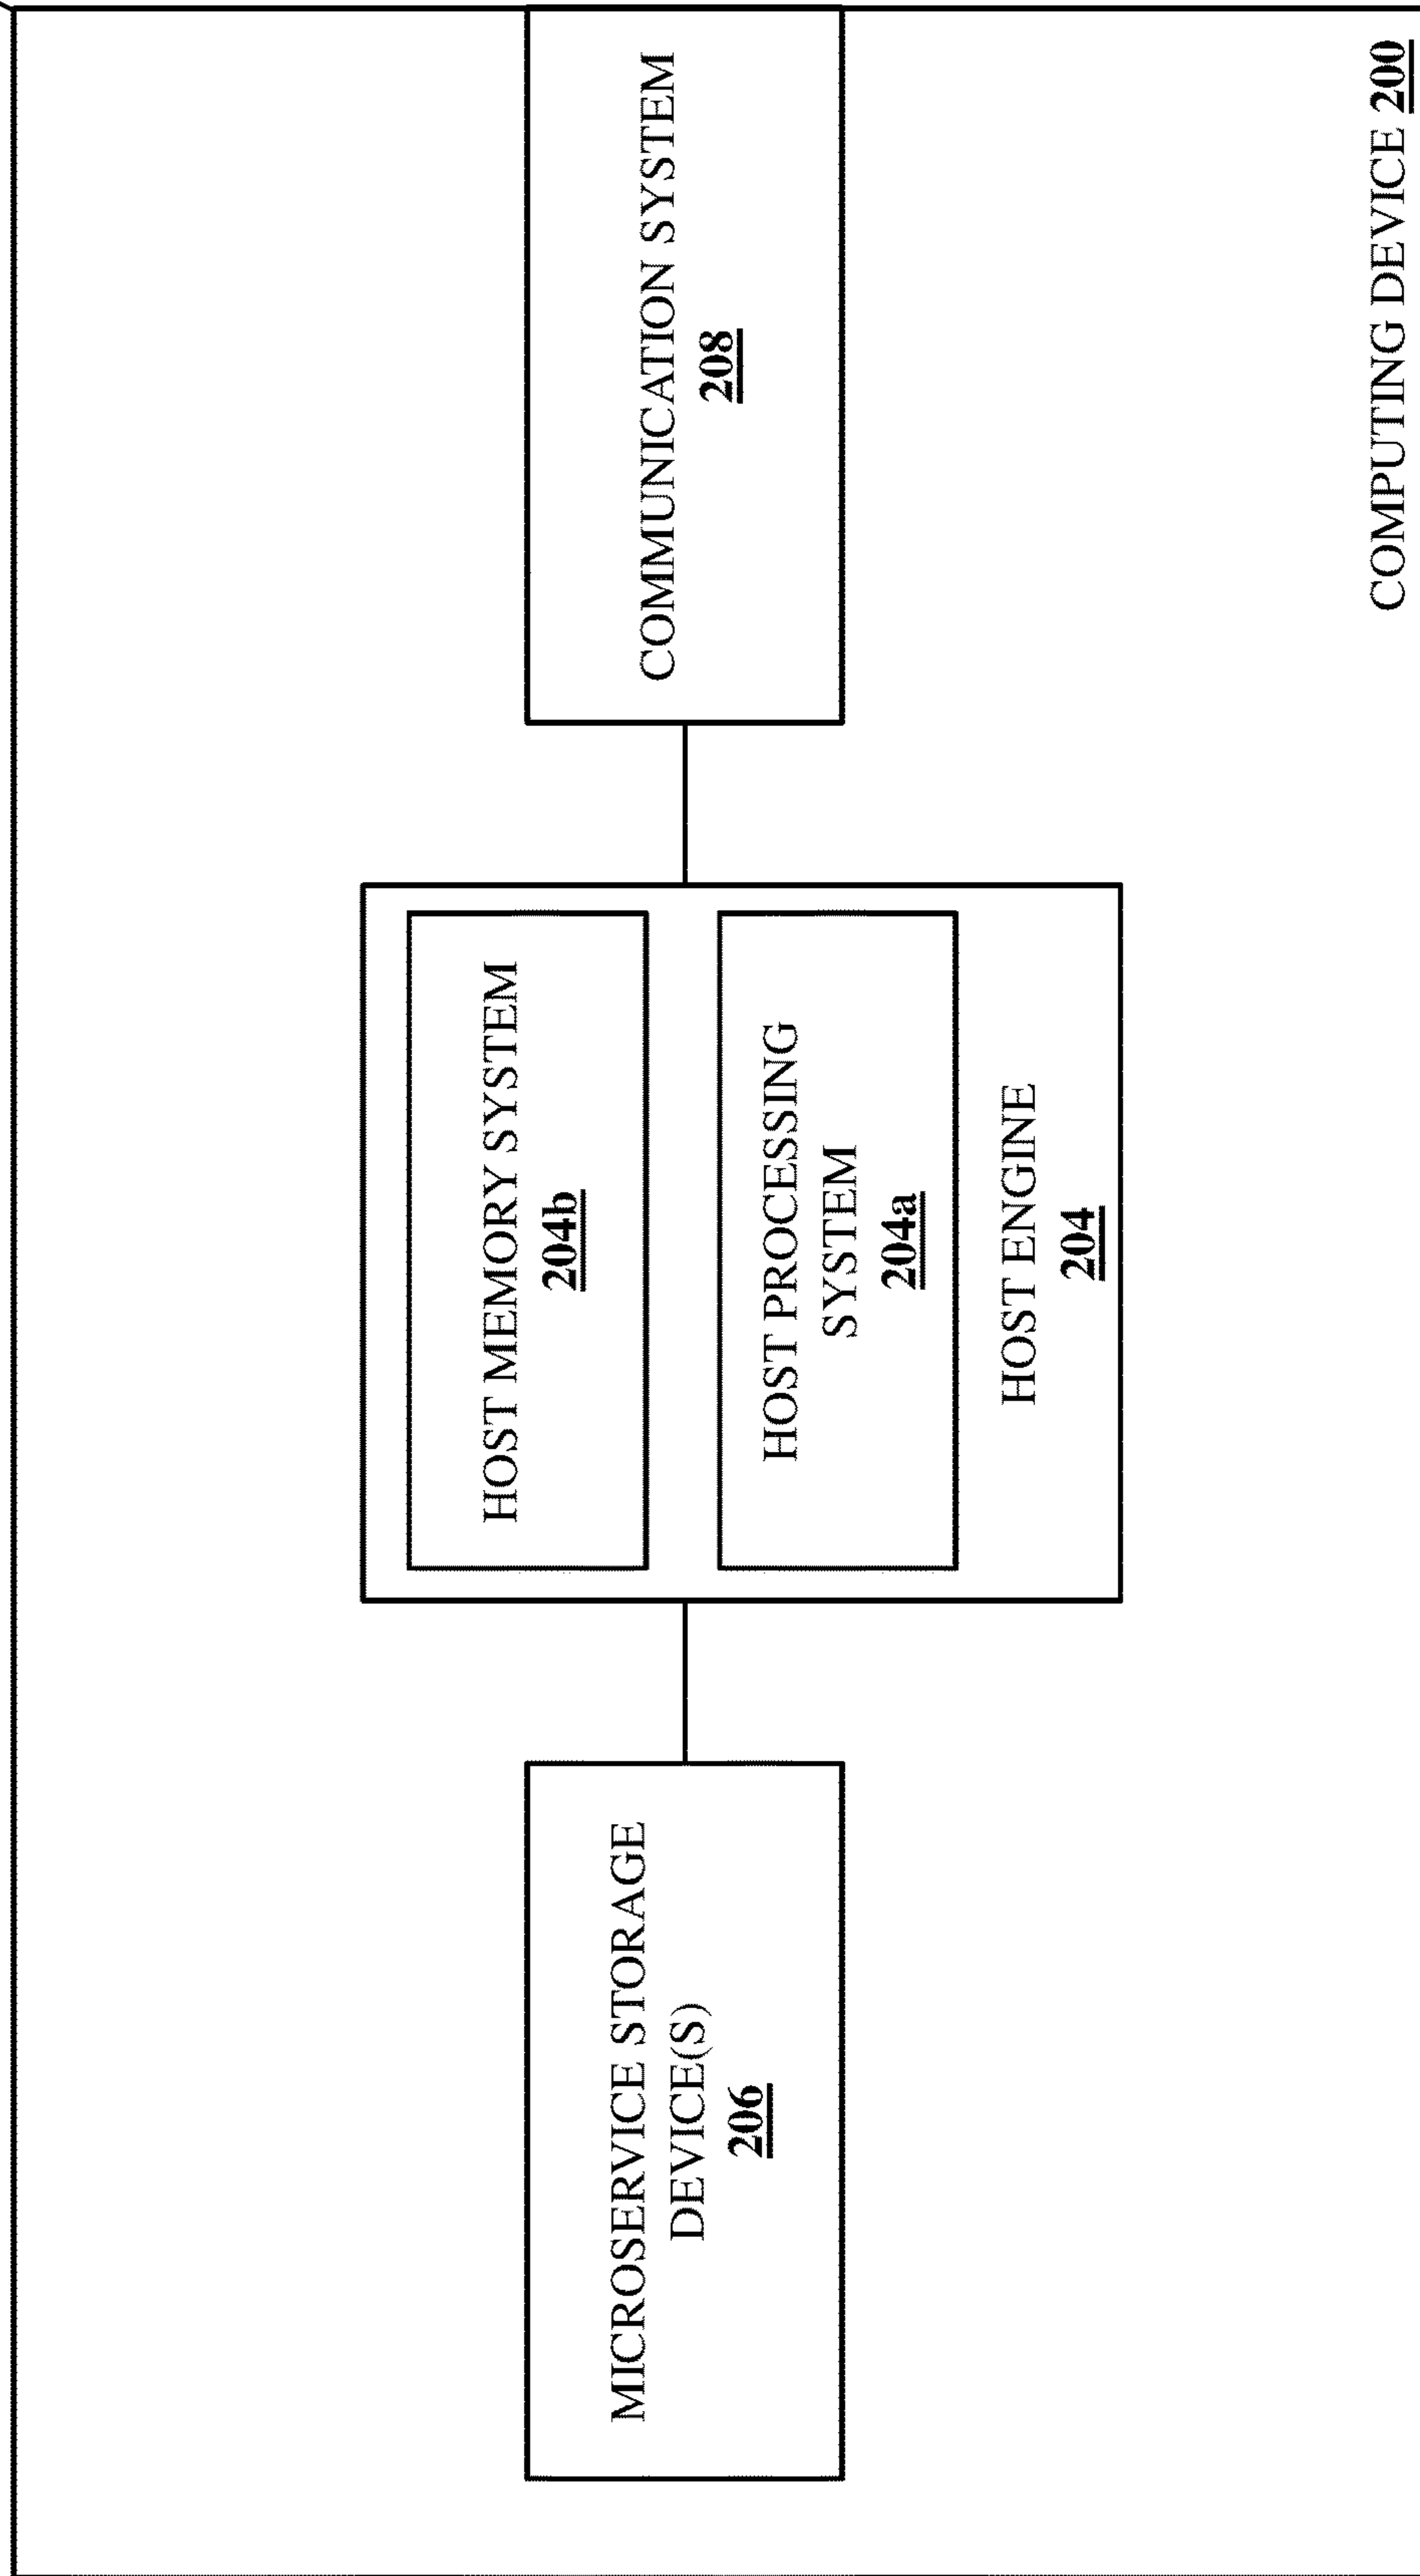 MICROSERVICE STORAGE
DEVICE(S)
206
HOST MEMORY SYSTEM
204b
HOST PROCESSING
SYSTEM
204a
HOST ENGINE
204
COMMUNICATION SYSTEM
208
COMPUTING DEVICE 200